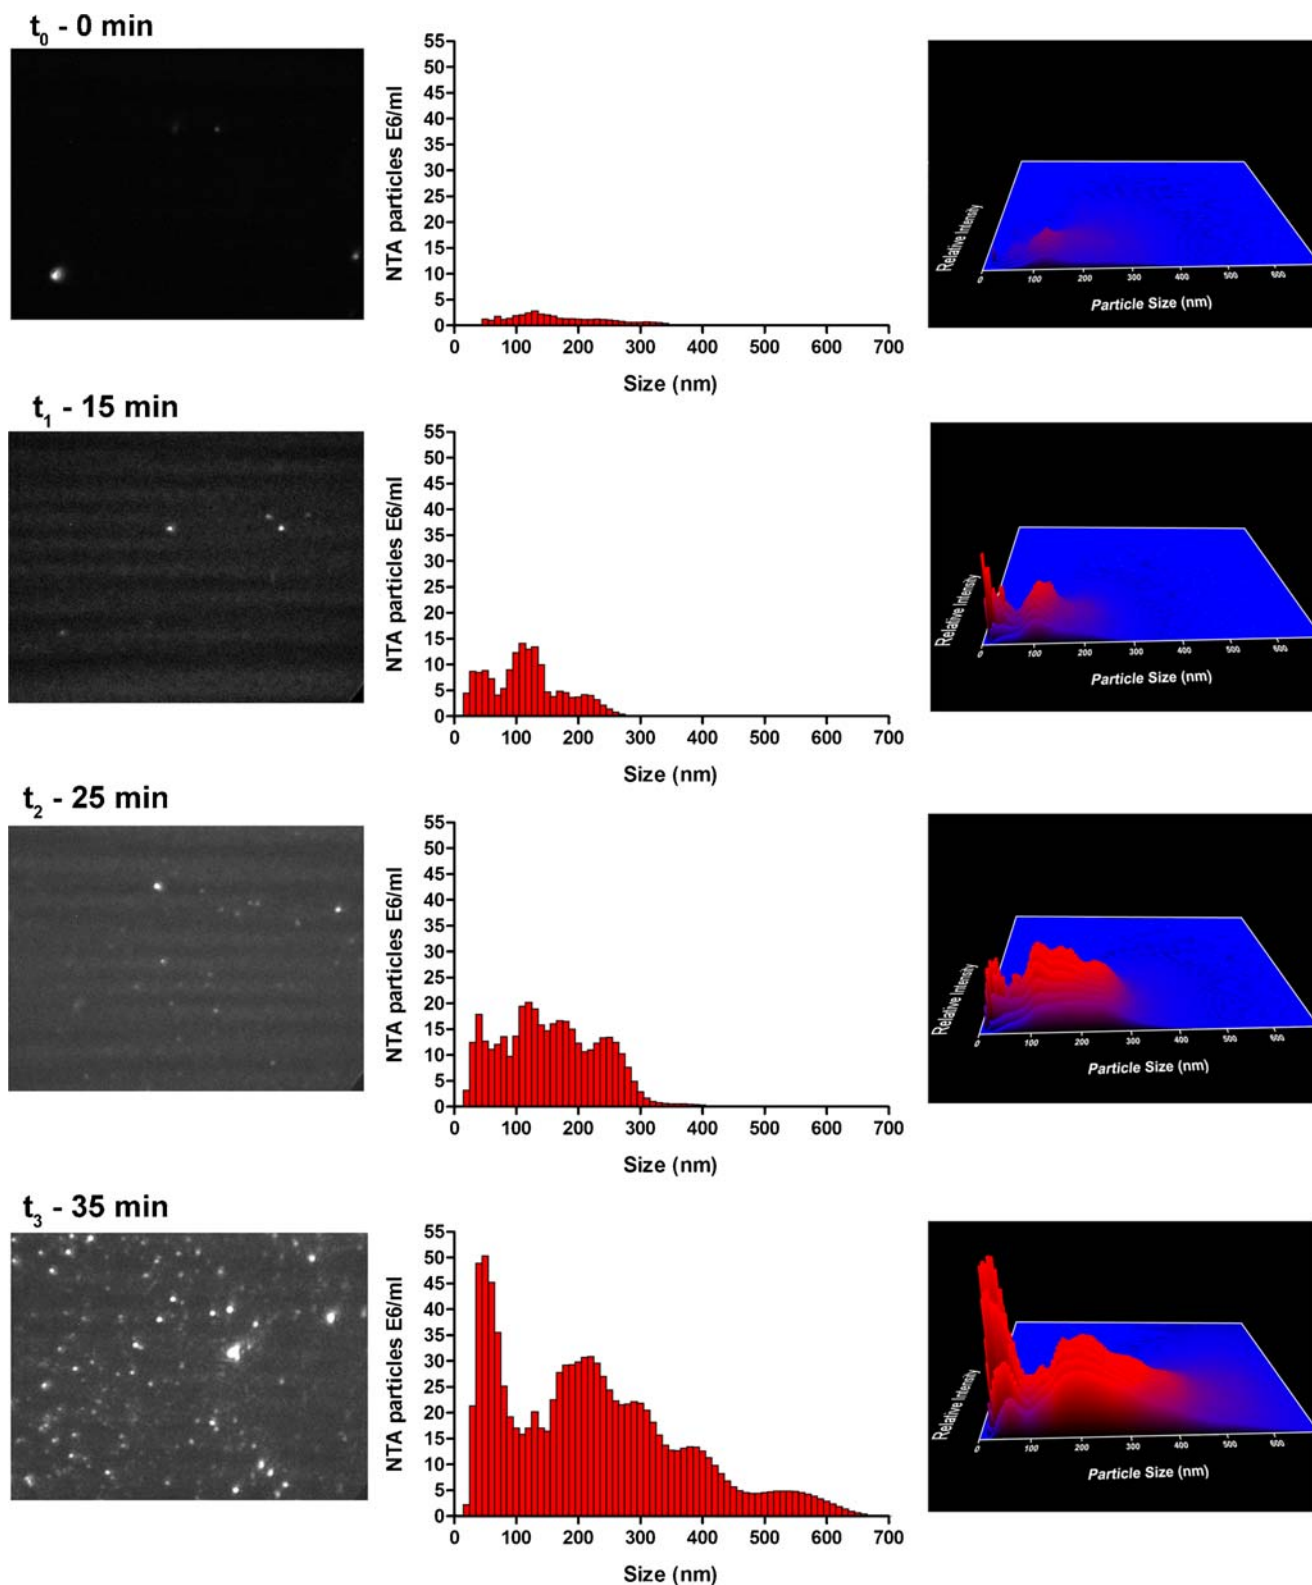 t0 - 0 min
55
50
45
40
35
30
25
20
15
10
5
0
NTA particles E6/ml
0 100 200 300 400 500 600 700
Size (nm)
Relative Intensity
0 100 200 300 400 500 600
Particle Size (nm)
t1 - 15 min
55
50
45
40
35
30
25
20
15
10
5
0
NTA particles E6/ml
0 100 200 300 400 500 600 700
Size (nm)
Relative Intensity
0 100 200 300 400 500 600
Particle Size (nm)
t2 - 25 min
55
50
45
40
35
30
25
20
15
10
5
0
NTA particles E6/ml
0 100 200 300 400 500 600 700
Size (nm)
Relative Intensity
0 100 200 300 400 500 600
Particle Size (nm)
t3 - 35 min
55
50
45
40
35
30
25
20
15
10
5
0
NTA particles E6/ml
0 100 200 300 400 500 600 700
Size (nm)
Relative Intensity
0 100 200 300 400 500 600
Particle Size (nm)